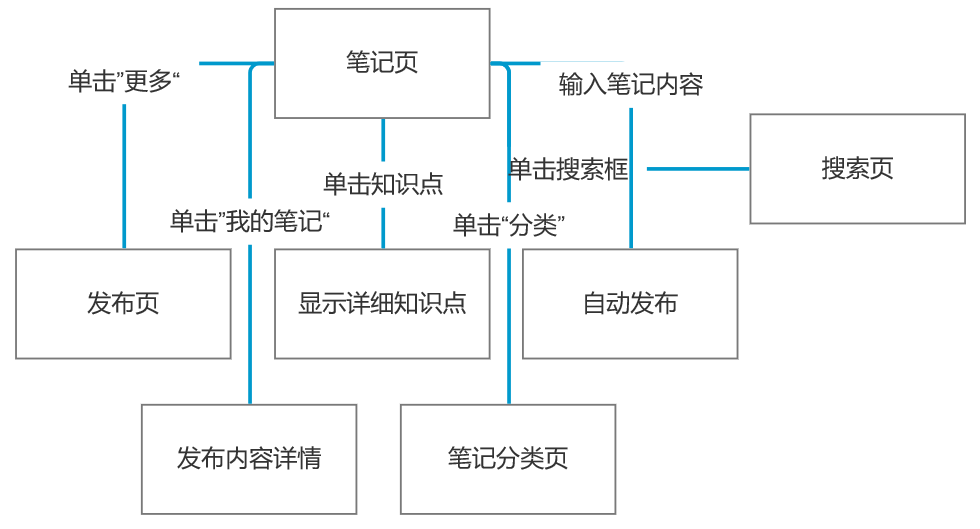 笔记页
单击”更多“
输入笔记内容
单击搜索框
搜索页
单击知识点
单击”我的笔记“
单击“分类”
发布页
显示详细知识点
自动发布
发布内容详情
笔记分类页